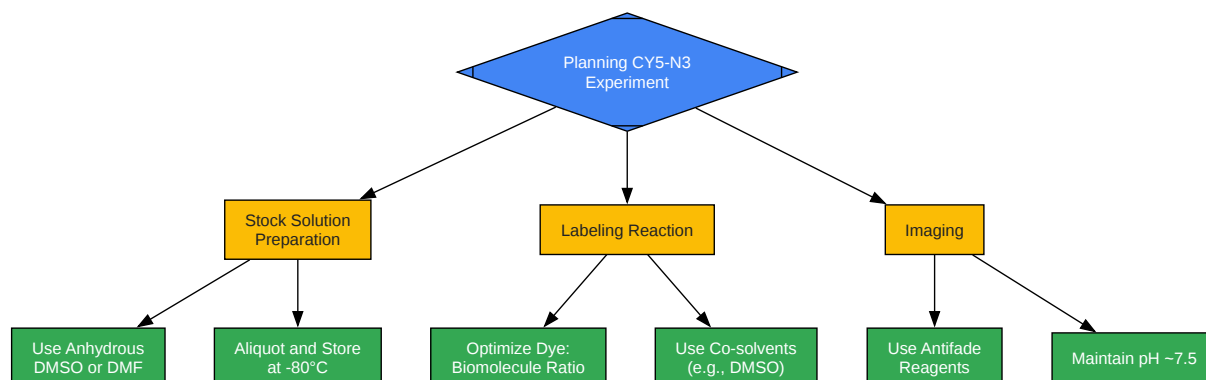 Planning CY5-N3
Experiment
Stock Solution
Preparation
Labeling Reaction
Imaging
Use Anhydrous
DMSO or DMF
Aliquot and Store
at -80°C
Optimize Dye:
Biomolecule Ratio
Use Co-solvents
(e.g., DMSO)
Use Antifade
Reagents
Maintain pH ~7.5